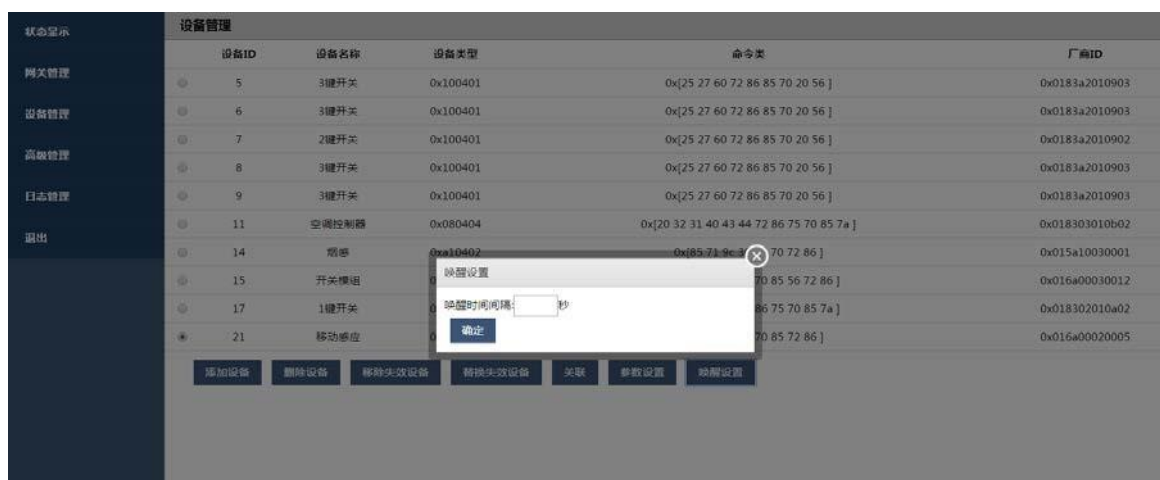 状态显示
网关管理
设备管理
高级管理
日志管理
退出
设备管理
设备ID 设备名称 设备类型 命令类 厂商ID
5 3键开关 0x100401 0x[25 27 60 72 86 85 70 20 56 ] 0x0183a2010903
6 3键开关 0x100401 0x[25 27 60 72 86 85 70 20 56 ] 0x0183a2010903
7 2键开关 0x100401 0x[25 27 60 72 86 85 70 20 56 ] 0x0183a2010902
8 3键开关 0x100401 0x[25 27 60 72 86 85 70 20 56 ] 0x0183a2010903
9 3键开关 0x100401 0x[25 27 60 72 86 85 70 20 56 ] 0x0183a2010903
11 空调控制器 0x080404 0x[20 32 31 40 43 44 72 86 75 70 85 7a ] 0x018303010b02
14 烟感 0xa10402 0x[85 71 9c 70 72 86 ] 0x015a10030001
15 开关模组 70 85 56 72 86 ] 0x016a00030012
17 1键开关 86 75 70 85 7a ] 0x018302010a02
21 移动感应 70 85 72 86 ] 0x016a00020005
唤醒设置
唤醒时间间隔: 秒
确定
添加设备 删除设备 移除失效设备 替换失效设备 关联 参数设置 唤醒设置